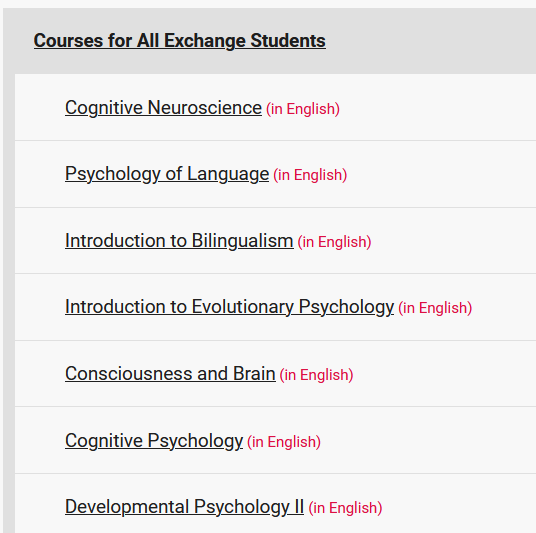 Courses for All Exchange Students
Cognitive Neuroscience (in English)
Psychology of Language (in English)
Introduction to Bilingualism (in English)
Introduction to Evolutionary Psychology (in English)
Consciousness and Brain (in English)
Cognitive Psychology (in English)
Developmental Psychology II (in English)